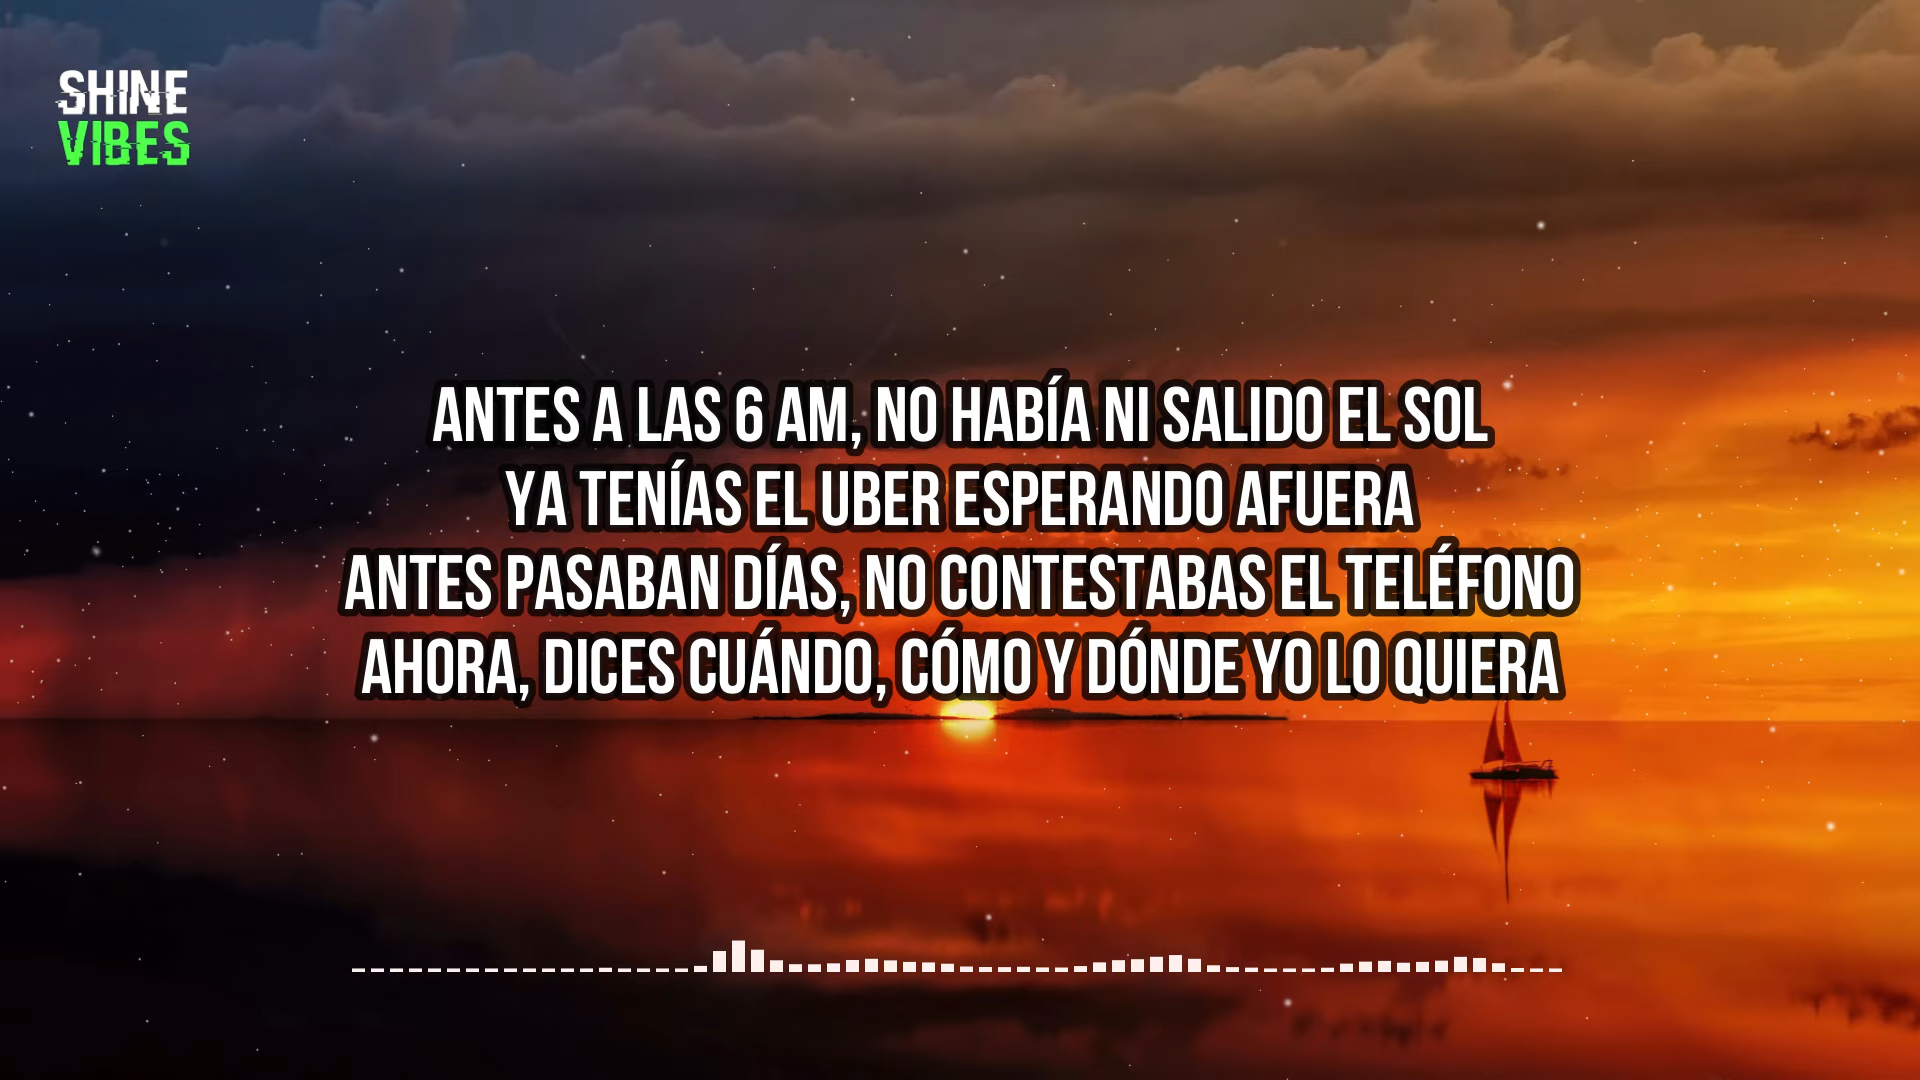 SHINE
VIBES
ANTES A LAS 6 AM, NO HABÍA NI SALIDO EL SOL
YA TENÍAS EL UBER ESPERANDO AFUERA
ANTES PASABAN DÍAS, NO CONTESTABAS EL TELÉFONO
AHORA, DICES CUÁNDO, CÓMO Y DÓNDE YO LO QUIERA